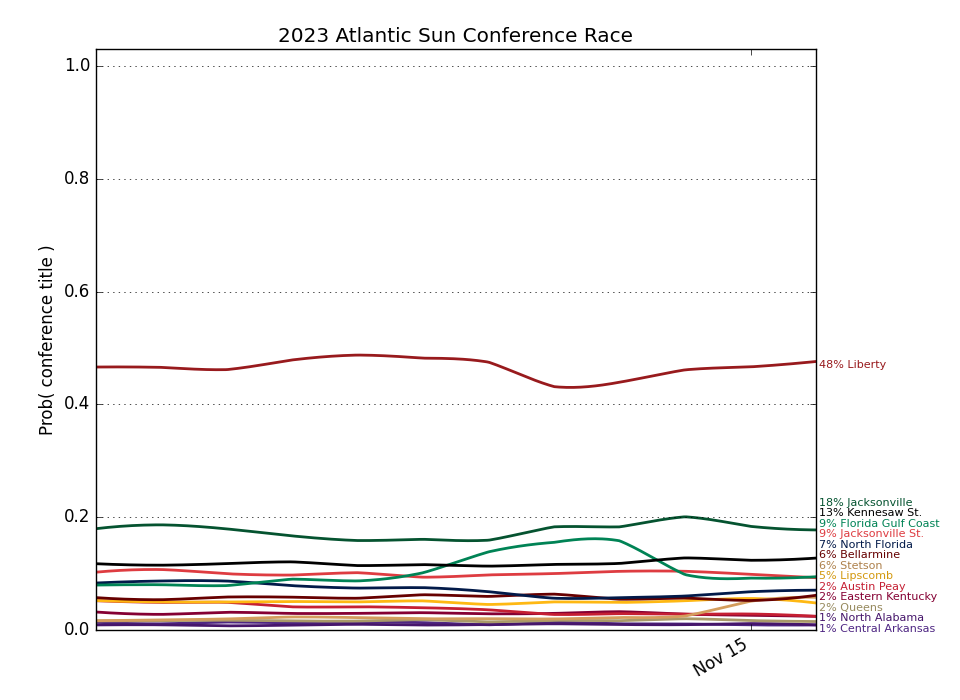 2023 Atlantic Sun Conference Race
1.0
0.8
0.6
0.4
0.2
0.0
Prob( conference title )
48% Liberty
18% Jacksonville
13% Kennesaw St.
9% Florida Gulf Coast
9% Jacksonville St.
7% North Florida
6% Bellarmine
6% Stetson
5% Lipscomb
2% Austin Peay
2% Eastern Kentucky
2% Queens
1% North Alabama
1% Central Arkansas
Nov 15